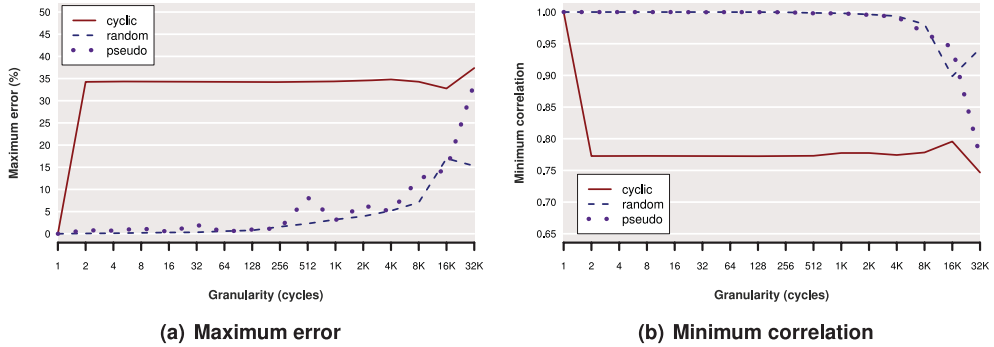 50
45
40
35
30
25
20
15
10
5
0
Maximum error (%)
cyclic
random
pseudo
1 2 4 8 16 32 64 128 256 512 1K 2K 4K 8K 16K 32K
Granularity (cycles)
(a) Maximum error
1.00
0.95
0.90
0.85
0.80
0.75
0.70
0.65
Minimum correlation
cyclic
random
pseudo
1 2 4 8 16 32 64 128 256 512 1K 2K 4K 8K 16K 32K
Granularity (cycles)
(b) Minimum correlation